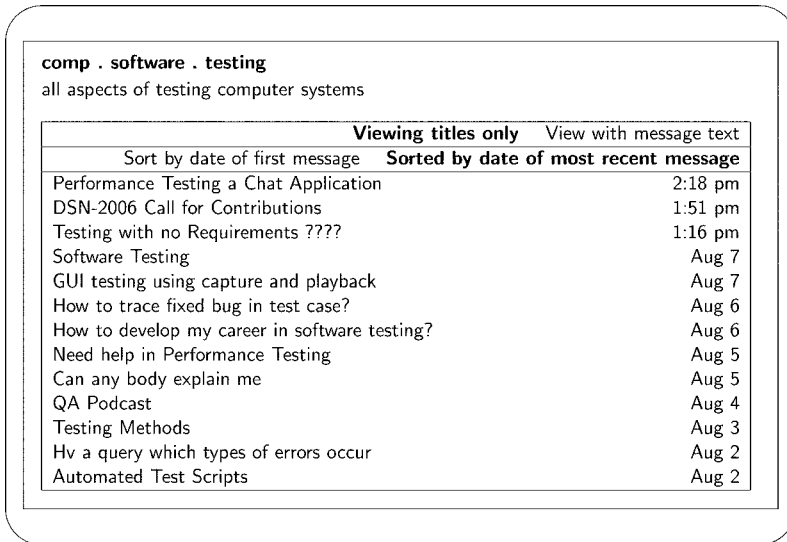 comp . software . testing
all aspects of testing computer systems
Viewing titles only View with message text
Sort by date of first message Sorted by date of most recent message
Performance Testing a Chat Application 2:18 pm
DSN-2006 Call for Contributions 1:51 pm
Testing with no Requirements ???? 1:16 pm
Software Testing Aug 7
GUI testing using capture and playback Aug 7
How to trace fixed bug in test case? Aug 6
How to develop my career in software testing? Aug 6
Need help in Performance Testing Aug 5
Can any body explain me Aug 5
QA Podcast Aug 4
Testing Methods Aug 3
Hv a query which types of errors occur Aug 2
Automated Test Scripts Aug 2